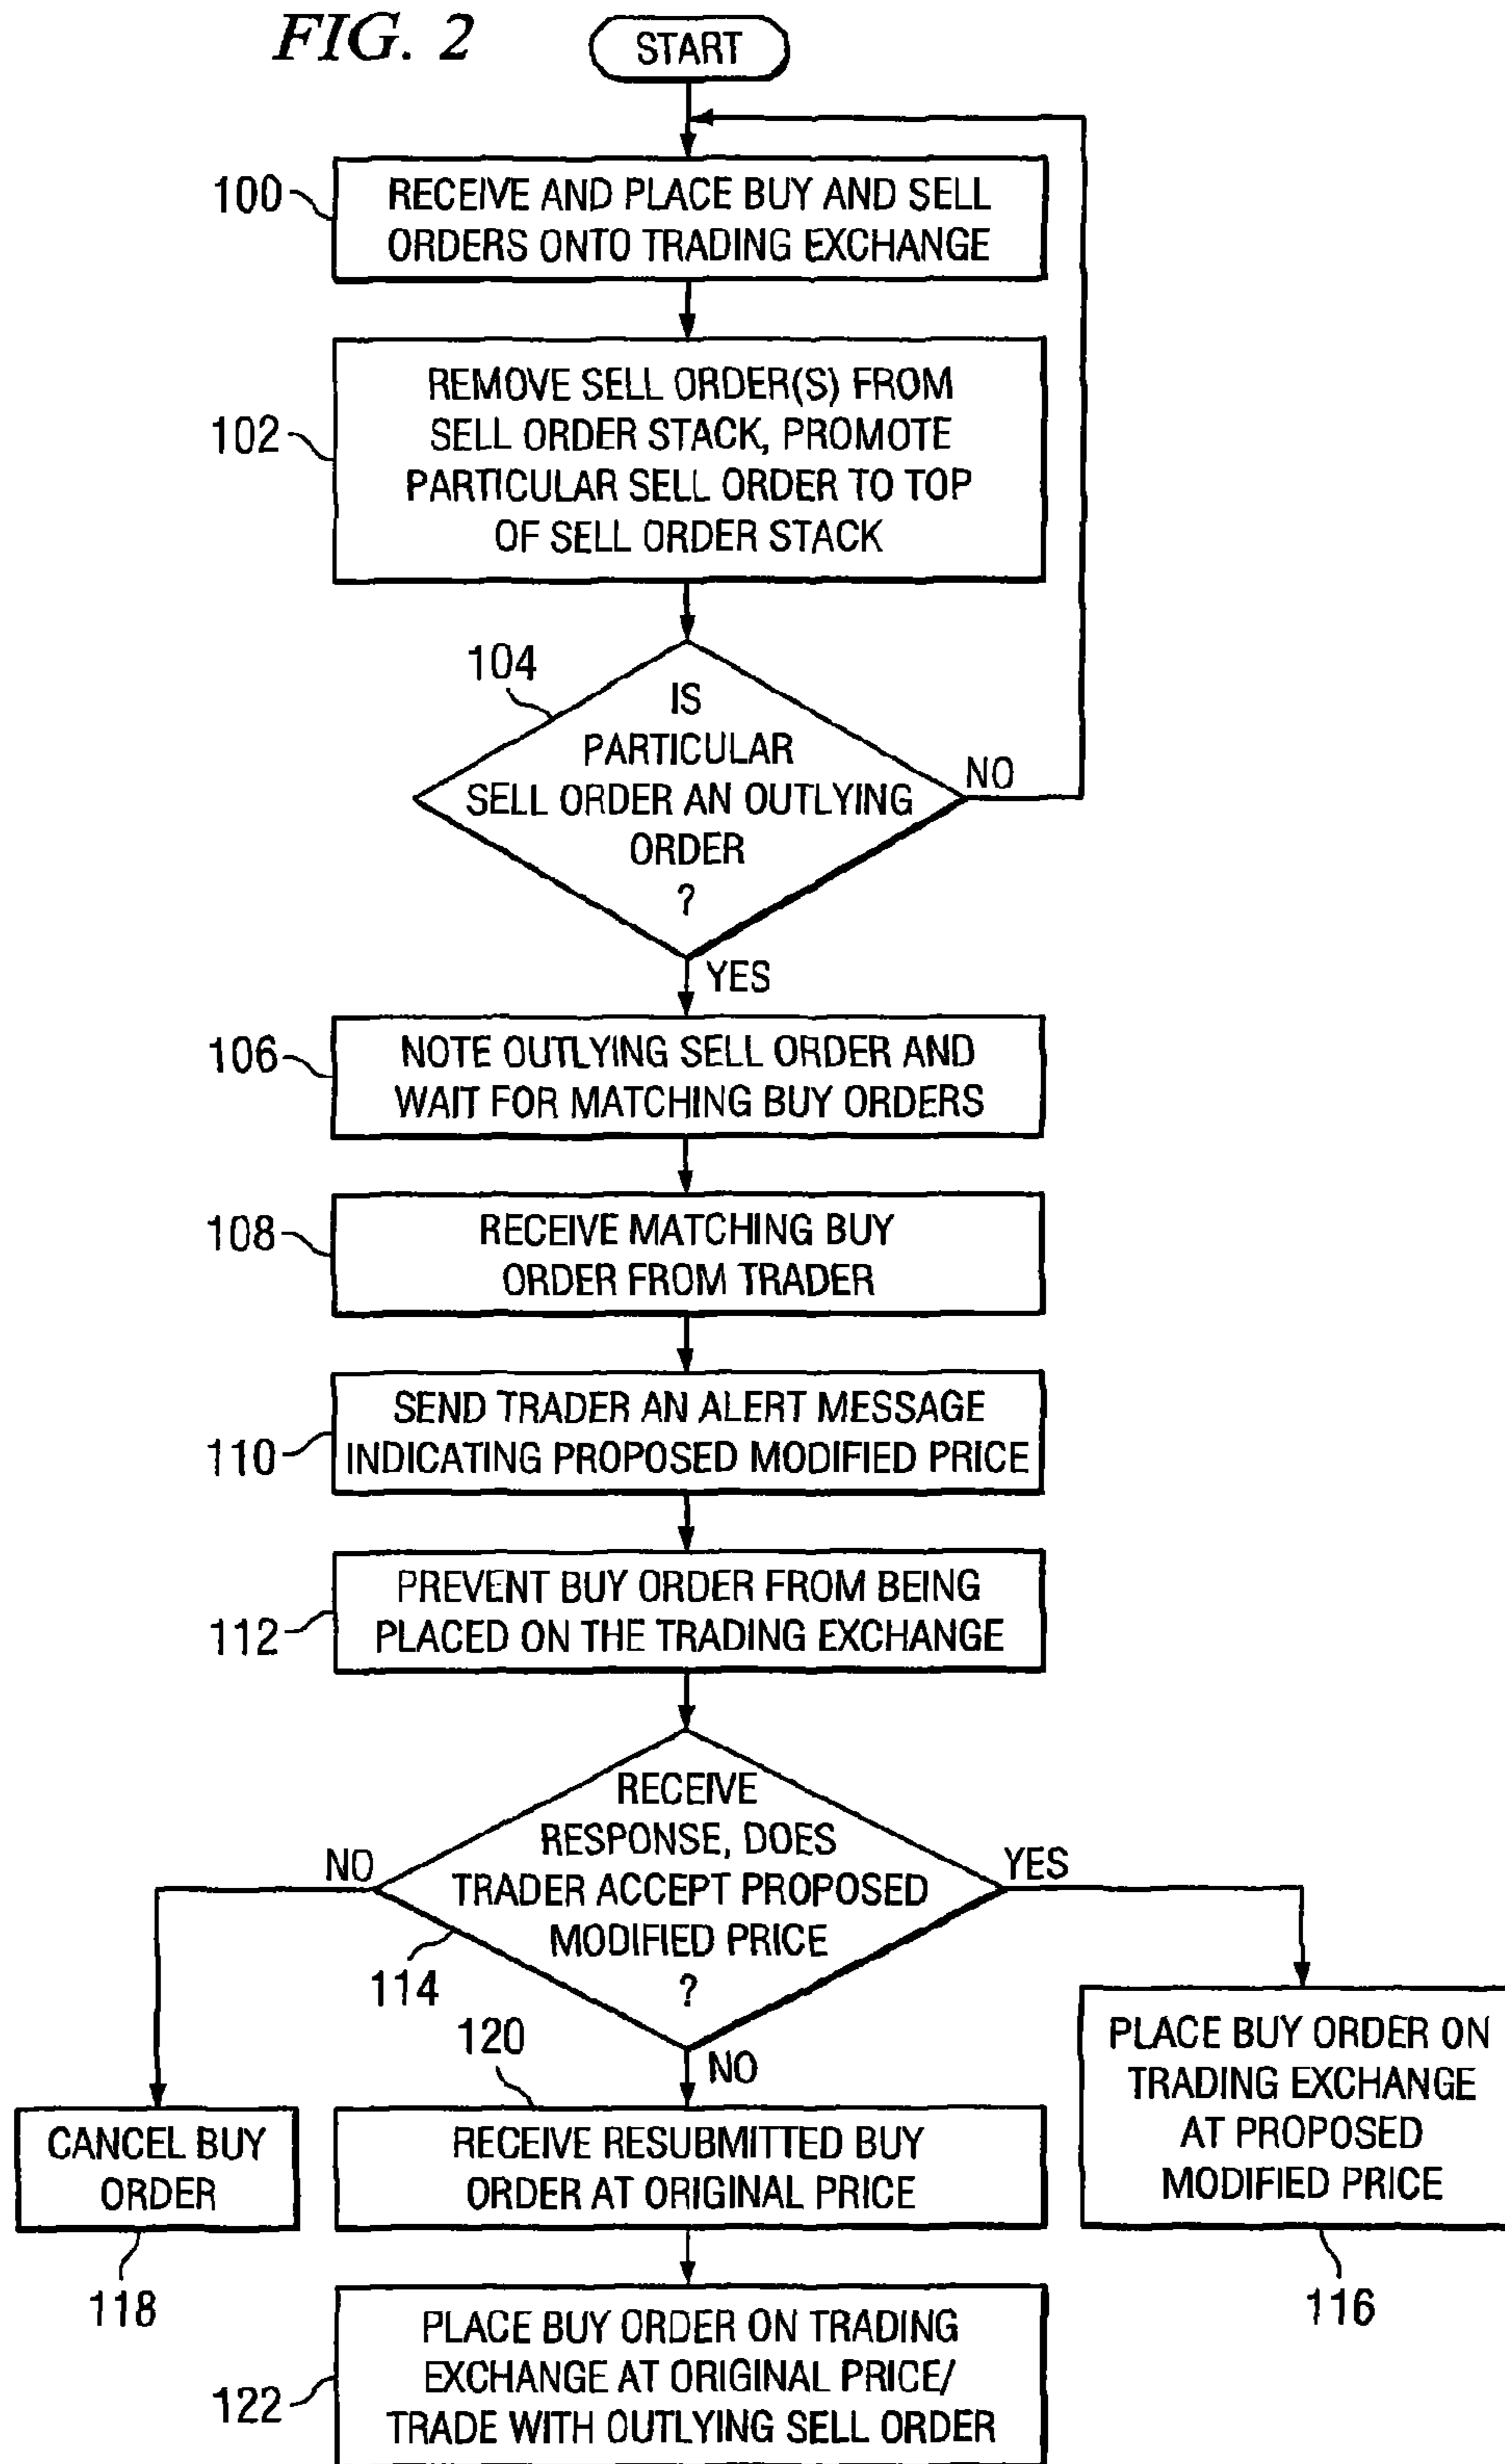 FIG. 2
START
100
RECEIVE AND PLACE BUY AND SELL
ORDERS ONTO TRADING EXCHANGE
102
REMOVE SELL ORDER(S) FROM
SELL ORDER STACK, PROMOTE
PARTICULAR SELL ORDER TO TOP
OF SELL ORDER STACK
104
IS
PARTICULAR
SELL ORDER AN OUTLYING
ORDER
?
NO
YES
106
NOTE OUTLYING SELL ORDER AND
WAIT FOR MATCHING BUY ORDERS
108
RECEIVE MATCHING BUY
ORDER FROM TRADER
110
SEND TRADER AN ALERT MESSAGE
INDICATING PROPOSED MODIFIED PRICE
112
PREVENT BUY ORDER FROM BEING
PLACED ON THE TRADING EXCHANGE
114
RECEIVE
RESPONSE, DOES
TRADER ACCEPT PROPOSED
MODIFIED PRICE
?
NO
YES
NO
118
CANCEL BUY
ORDER
120
RECEIVE RESUBMITTED BUY
ORDER AT ORIGINAL PRICE
116
PLACE BUY ORDER ON
TRADING EXCHANGE
AT PROPOSED
MODIFIED PRICE
122
PLACE BUY ORDER ON TRADING
EXCHANGE AT ORIGINAL PRICE/
TRADE WITH OUTLYING SELL ORDER